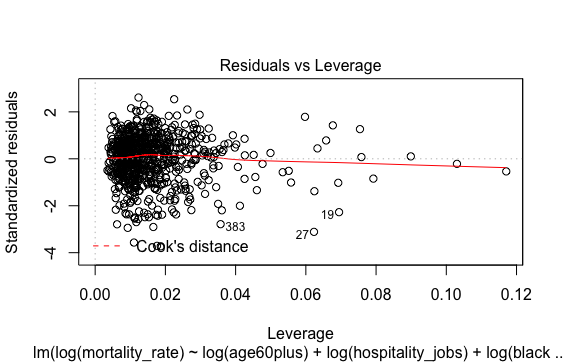 Residuals vs Leverage
Standardized residuals
2
0
-2
-4
383
19
27
Cook's distance
0.00 0.02 0.04 0.06 0.08 0.10 0.12
Leverage
lm(log(mortality_rate) ~ log(age60plus) + log(hospitality_jobs) + log(black ..